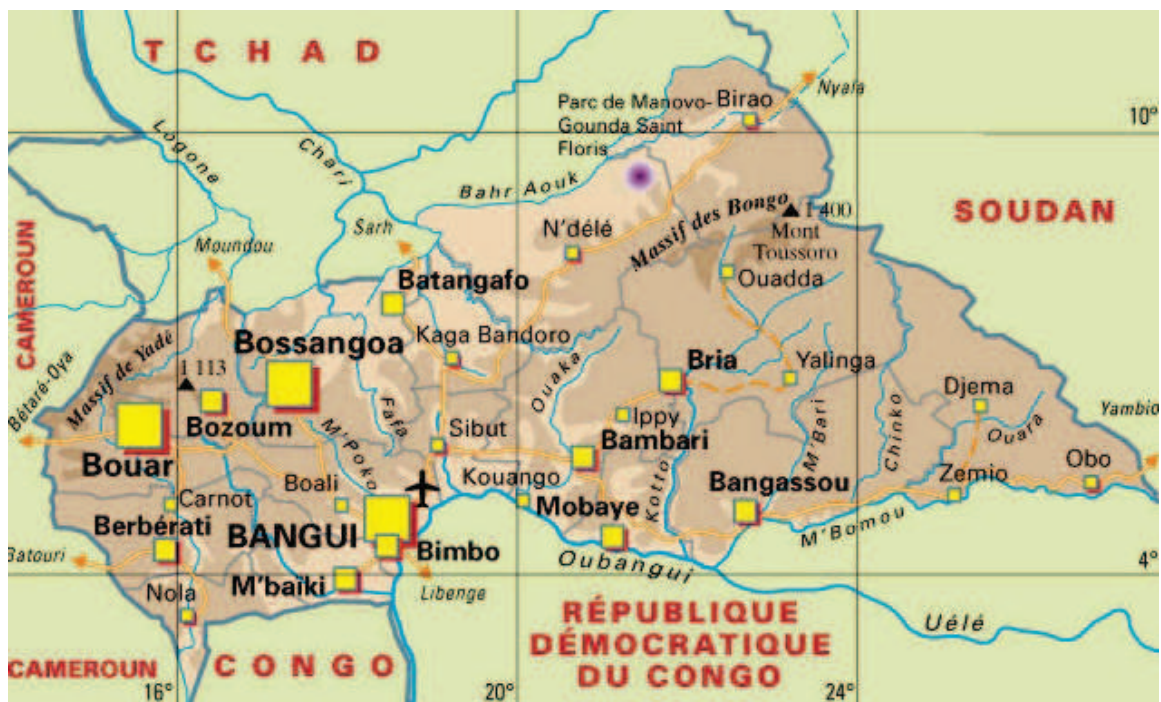 TCHAD
Nyala
Parc de Manovo-
Gounda Saint
Floris
Birao
10°
Logone
Chari
Bahr Aouk
Massif des Bongo
1 400
Mont
Toussoro
SOUDAN
CAMEROUN
Moundou
Sarh
N'délé
Ouadda
Batangafo
Kaga Bandoro
Bossangoa
Massif de Yadé
1 113
Bétaré-Oya
Bozoum
Bouar
M'Poko
Fafa
Sibut
Ouaka
Bria
Yalinga
Ippy
Bambari
Djema
Yambio
Ouara
Chinko
M'Bari
Kotto
Carnot
Boali
Kouango
Mobaye
Bangassou
Zemio
Obo
Berbérati
BANGUI
Bimbo
M'Bomou
Oubangui
Batouri
Nola
M'baïki
Libenge
4°
Uélé
RÉPUBLIQUE
DÉMOCRATIQUE
DU CONGO
CAMEROUN
CONGO
16°
20°
24°